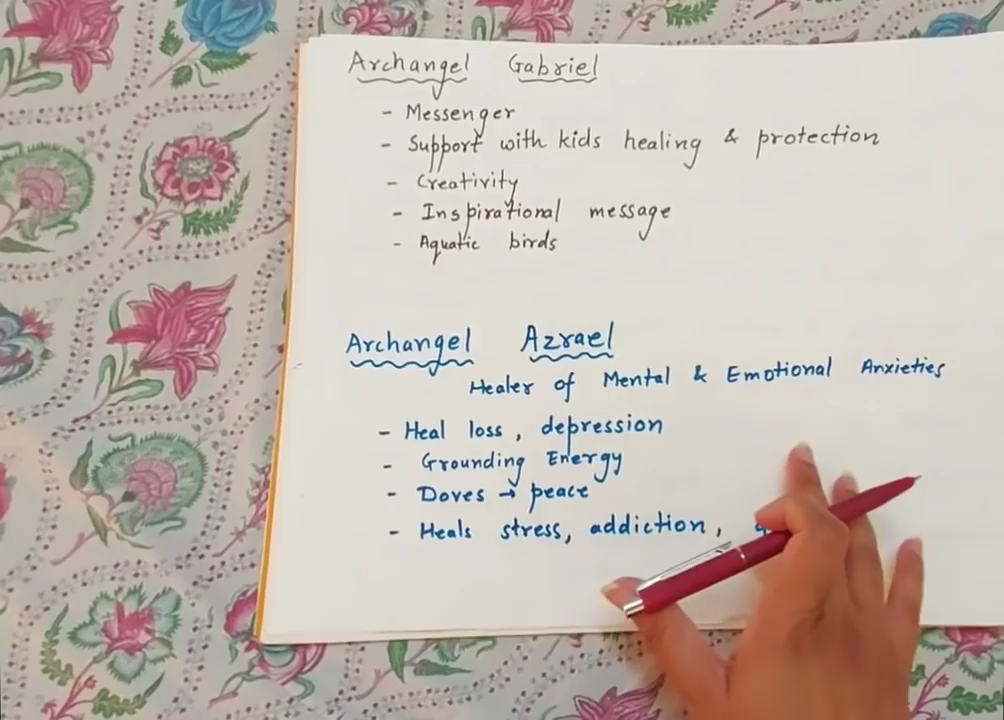 Archangel Gabriel
- Messenger
- Support with kids healing & protection
- Creativity
- Inspirational message
- Aquatic birds
Archangel Azrael
Healer of Mental & Emotional Anxieties
- Heal loss, depression
- Grounding Energy
- Doves → peace
- Heals stress, addiction,